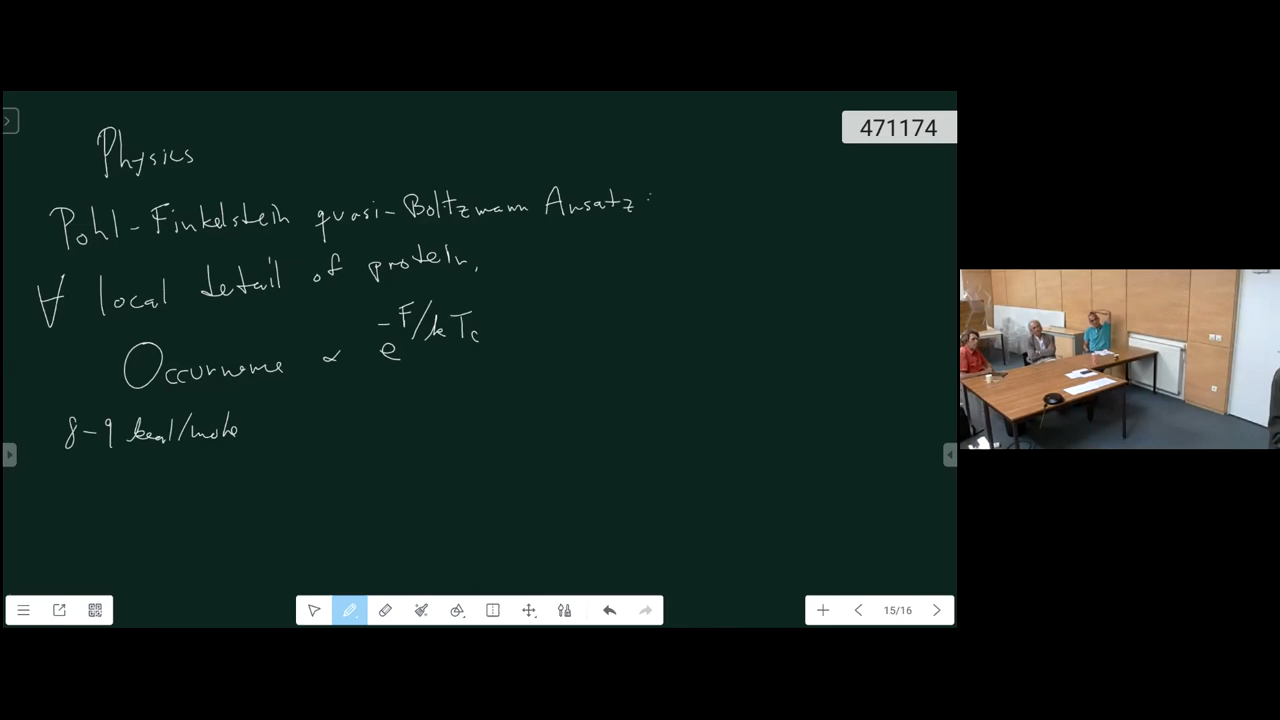 471174
Physics
Pohl-Finkelstein quasi-Boltzmann Ansatz:
∀ local detail of protein,
Occurrence ∝ e^{-F/kTc}
8-9 kcal/mole
15/16